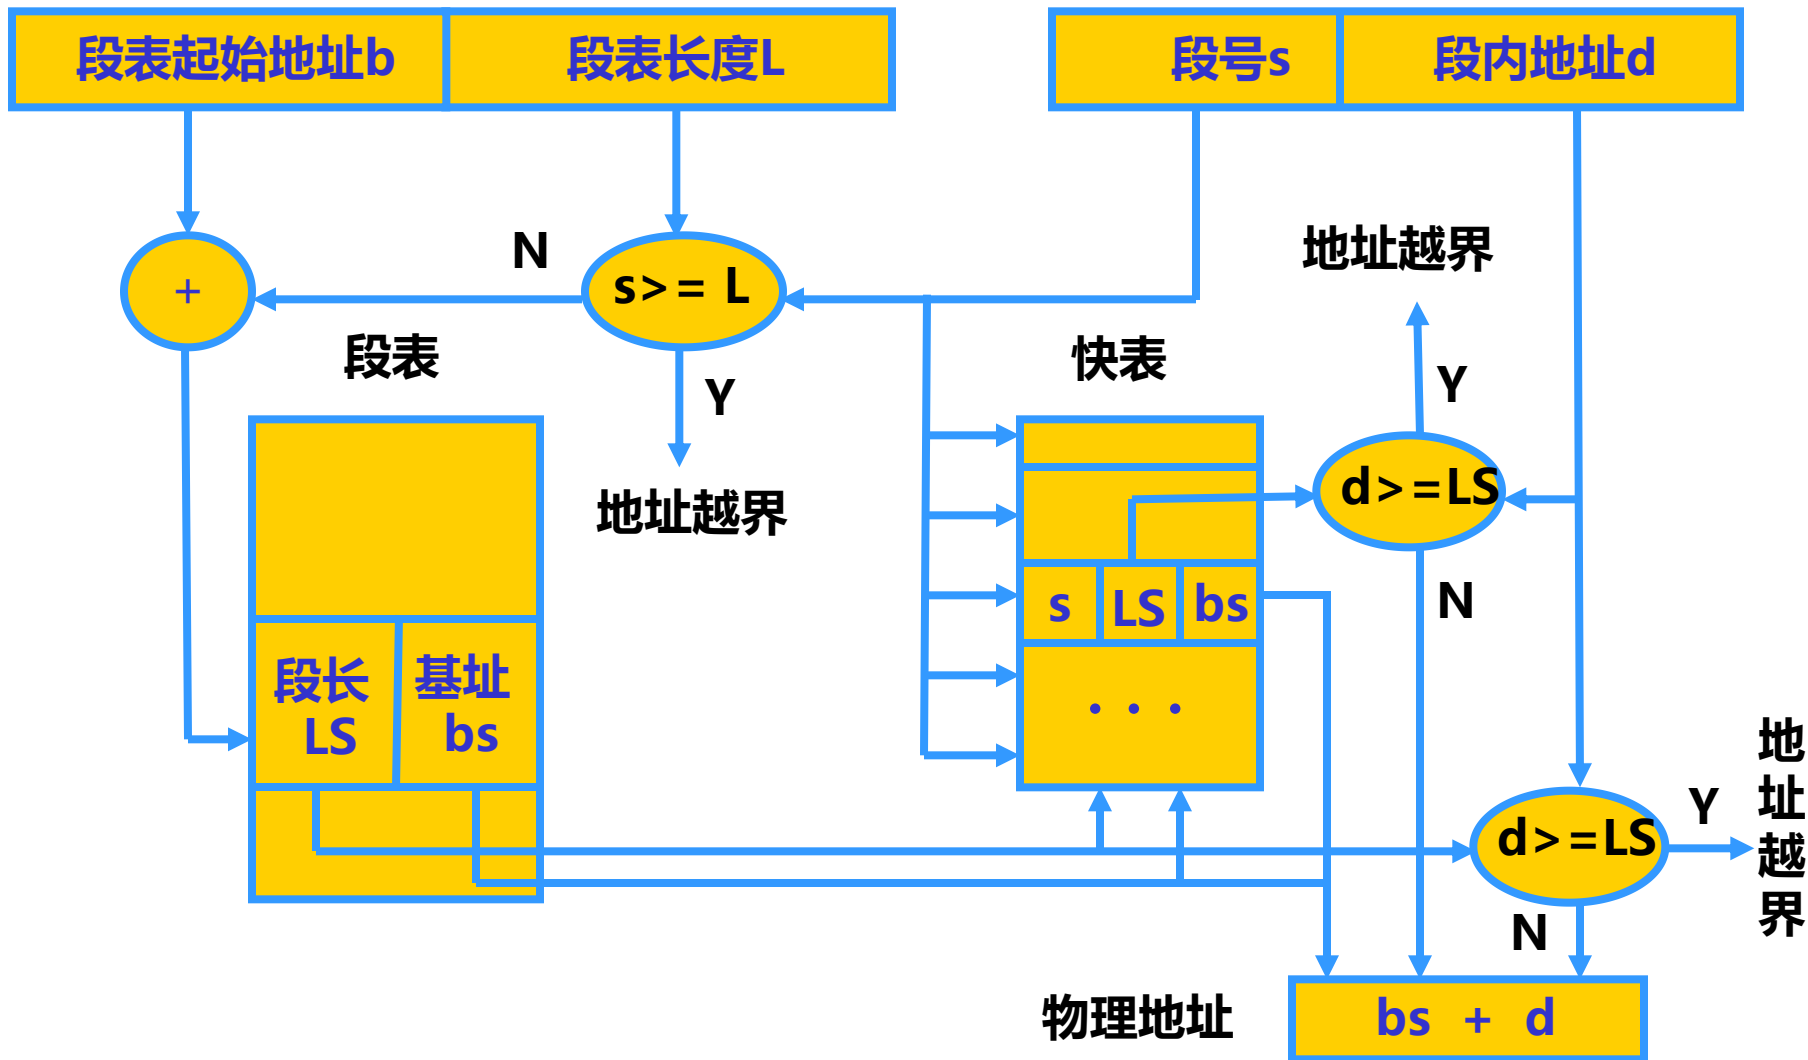 段表起始地址b
段表长度L
段号s
段内地址d
+
N
s>= L
地址越界
段表
Y
快表
Y
地址越界
d>=LS
s
LS
bs
N
段长
LS
基址
bs
...
d>=LS
Y
地
址
越
界
N
物理地址
bs + d